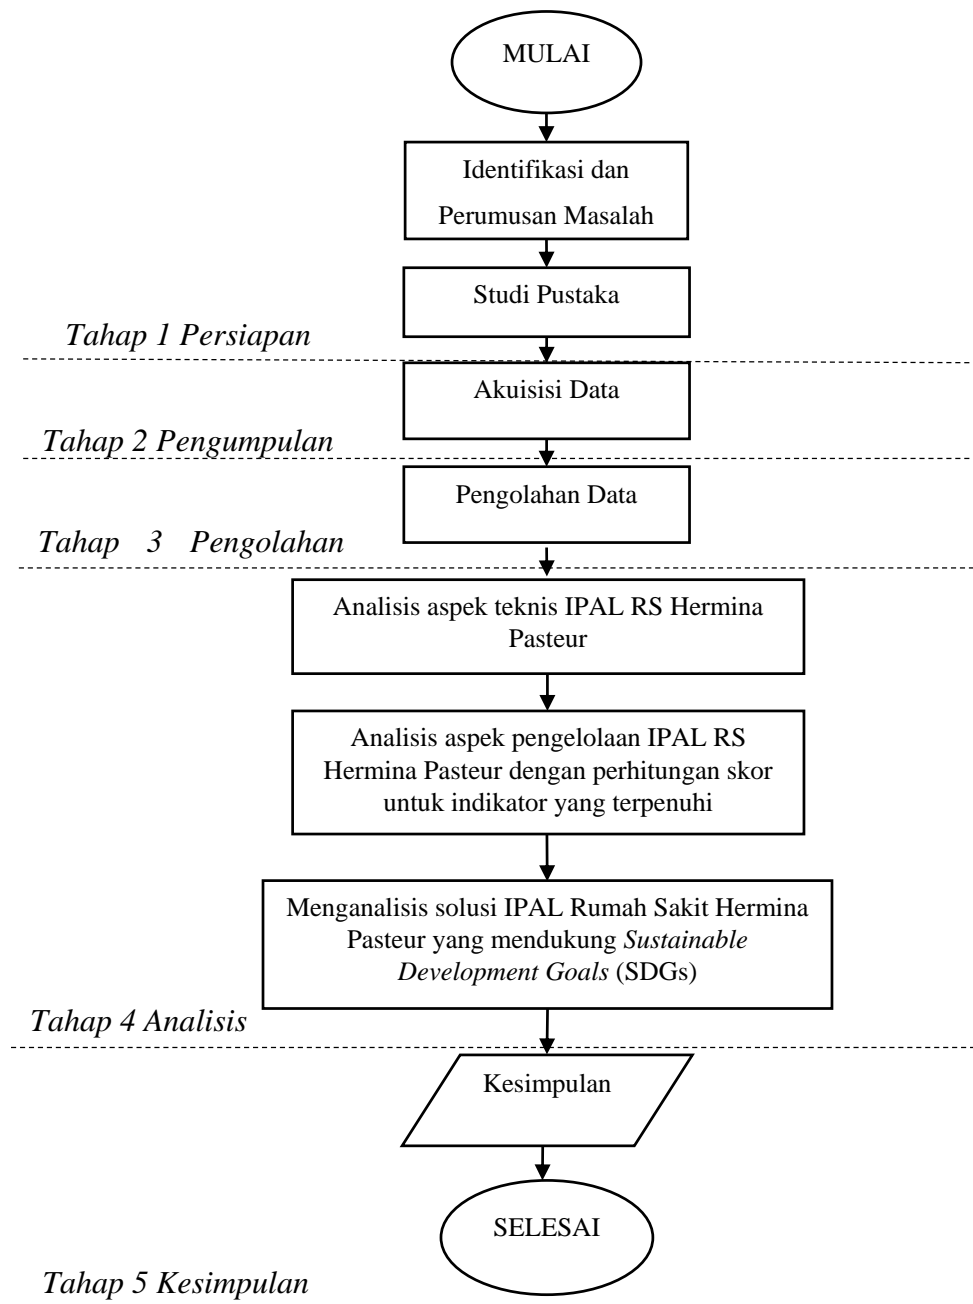 MULAI
Identifikasi dan
Perumusan Masalah
Studi Pustaka
Tahap 1 Persiapan
Akuisisi Data
Tahap 2 Pengumpulan
Pengolahan Data
Tahap 3 Pengolahan
Analisis aspek teknis IPAL RS Hermina
Pasteur
Analisis aspek pengelolaan IPAL RS
Hermina Pasteur dengan perhitungan skor
untuk indikator yang terpenuhi
Menganalisis solusi IPAL Rumah Sakit Hermina
Pasteur yang mendukung Sustainable
Development Goals (SDGs)
Tahap 4 Analisis
Kesimpulan
SELESAI
Tahap 5 Kesimpulan